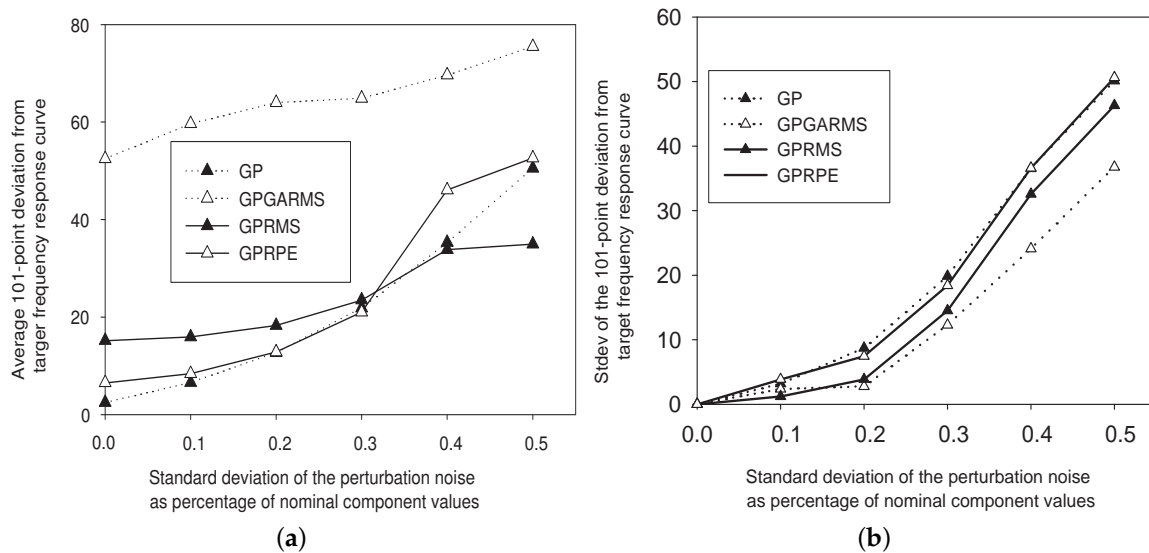 Average 101-point deviation from
targer frequency response curve
80
60
40
20
0
GP
GPGARMS
GPRMS
GPRPE
0.0 0.1 0.2 0.3 0.4 0.5
Standard deviation of the perturbation noise
as percentage of nominal component values
(a)
Stdev of the 101-point deviation from
target frequency response curve
60
50
40
30
20
10
0
GP
GPGARMS
GPRMS
GPRPE
0.0 0.1 0.2 0.3 0.4 0.5
Standard deviation of the perturbation noise
as percentage of nominal component values
(b)